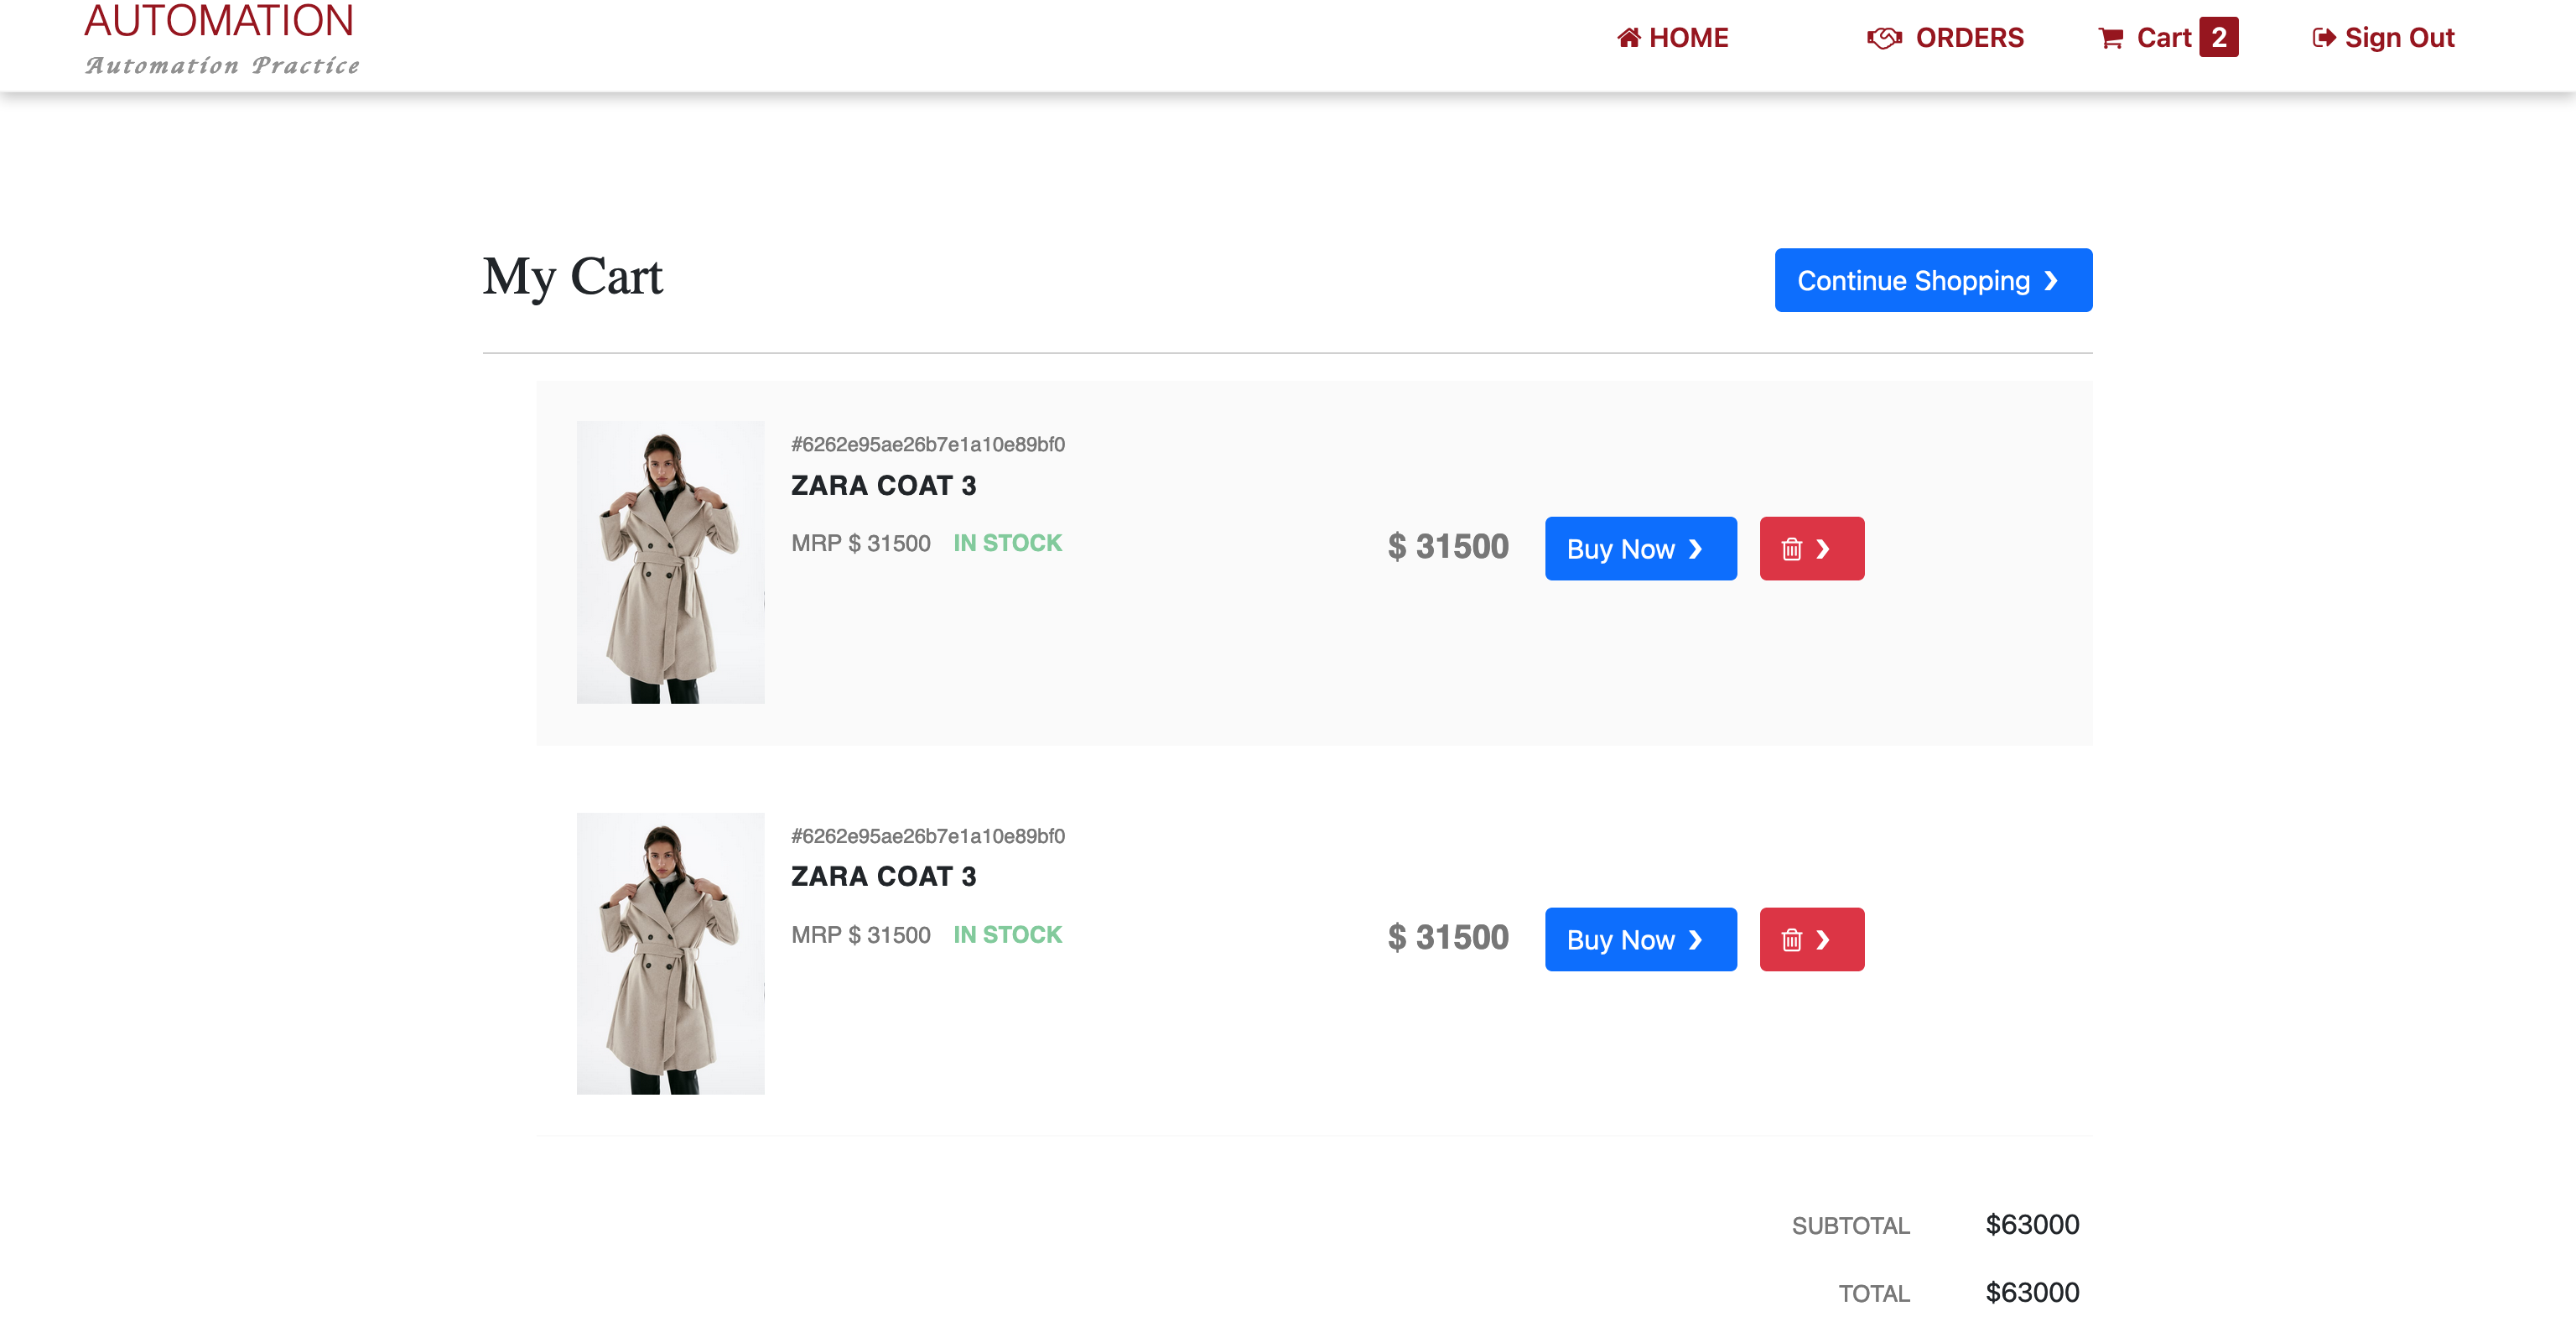 AUTOMATION
Automation Practice
HOME
ORDERS
Cart 2
Sign Out
My Cart
Continue Shopping ❯
#6262e95ae26b7e1a10e89bf0
ZARA COAT 3
MRP $ 31500 IN STOCK
$ 31500
Buy Now ❯
❯
#6262e95ae26b7e1a10e89bf0
ZARA COAT 3
MRP $ 31500 IN STOCK
$ 31500
Buy Now ❯
❯
SUBTOTAL $63000
TOTAL $63000